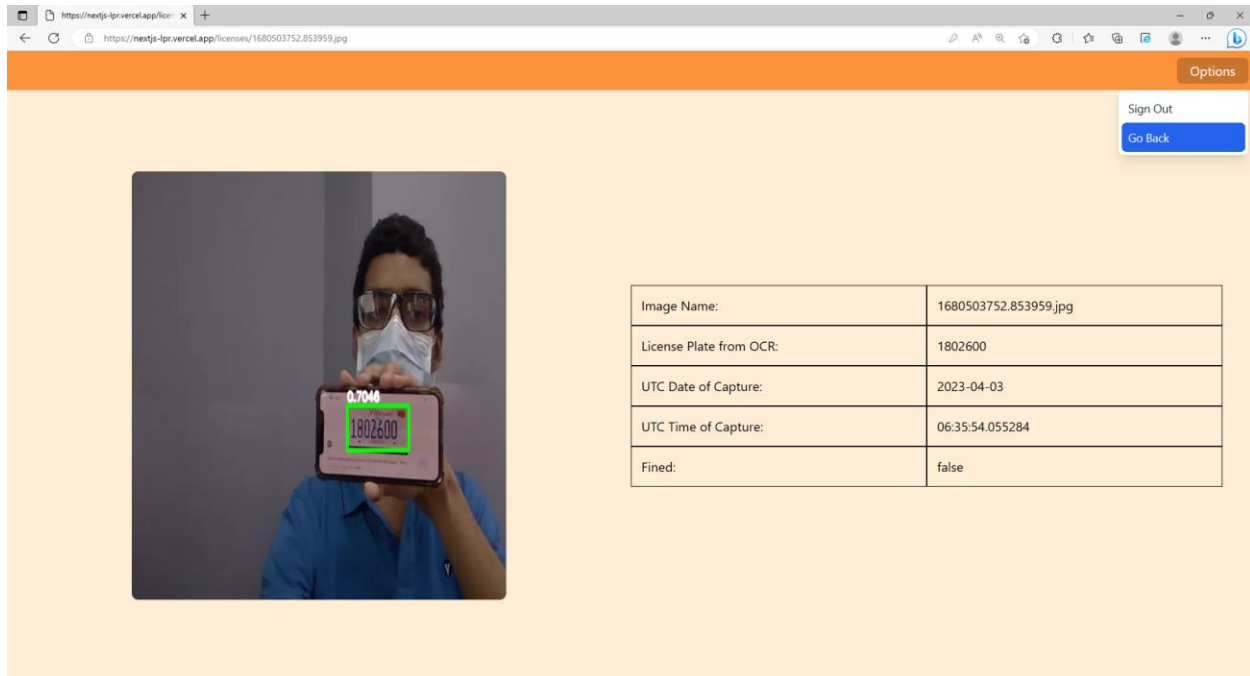 https://nextjs-lpr.vercel.app/licen
https://nextjs-lpr.vercel.app/licenses/1680503752.853959.jpg
Options
Sign Out
Go Back
0.7046
1802600
Image Name: 1680503752.853959.jpg
License Plate from OCR: 1802600
UTC Date of Capture: 2023-04-03
UTC Time of Capture: 06:35:54.055284
Fined: false